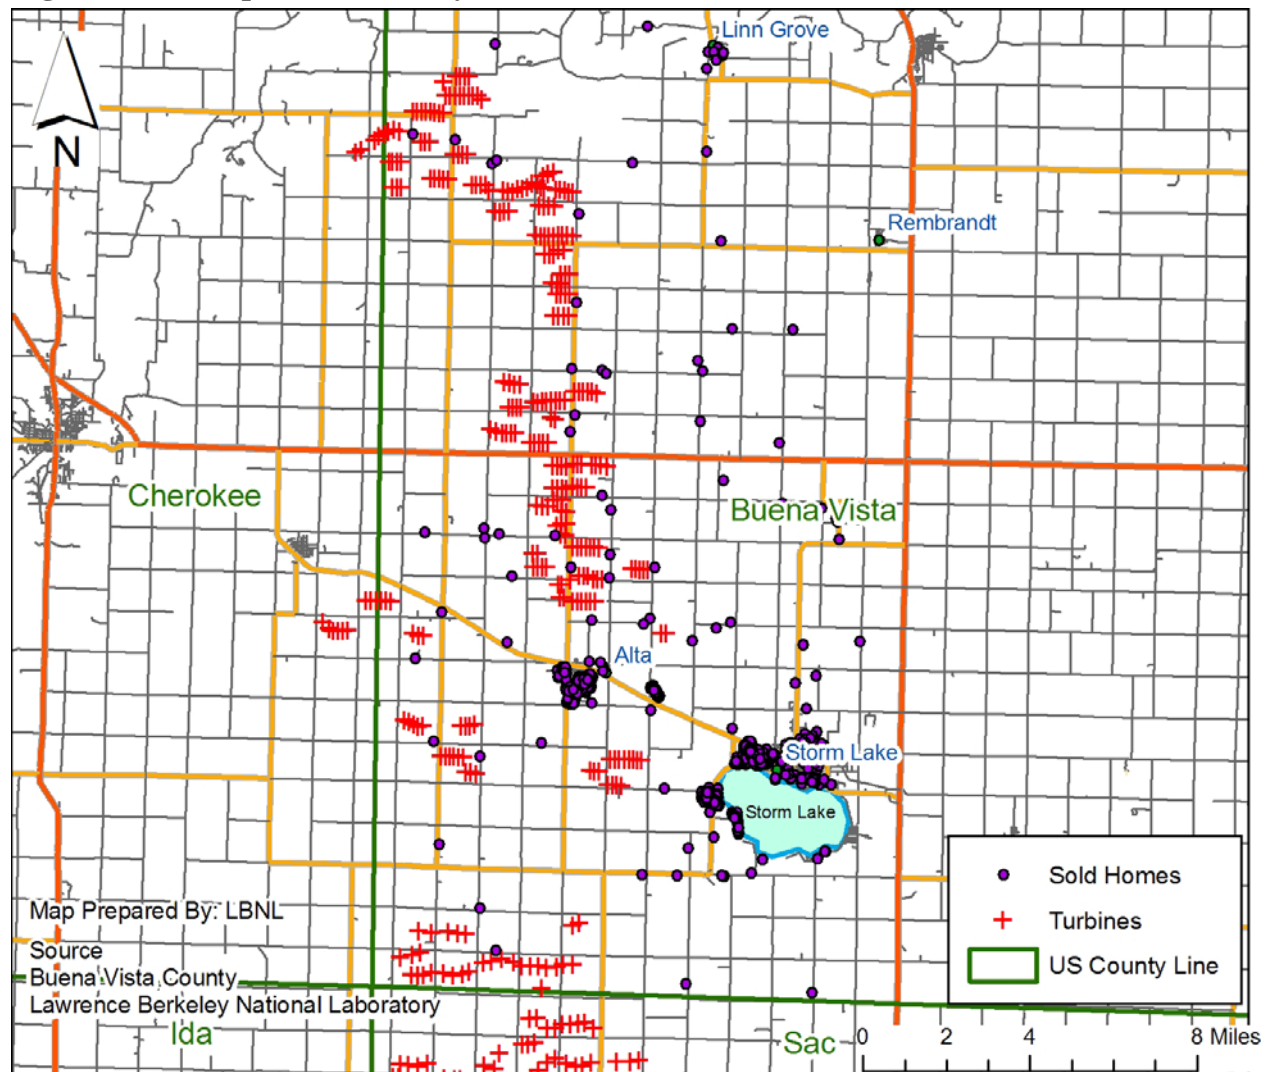 Linn Grove
N
Rembrandt
Cherokee
Buena Vista
Alta
Storm Lake
Storm Lake
Sold Homes
Turbines
US County Line
Map Prepared By: LBNL
Source
Buena Vista County
Lawrence Berkeley National Laboratory
Ida
Sac
0 2 4 8 Miles